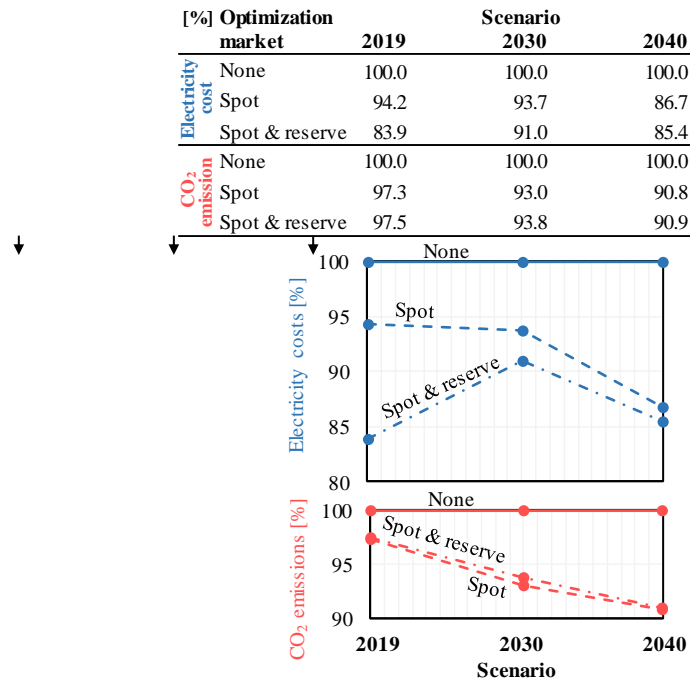 [%] Optimization Scenario
market 2019 2030 2040
Electricity cost
None 100.0 100.0 100.0
Spot 94.2 93.7 86.7
Spot & reserve 83.9 91.0 85.4
CO2 emission
None 100.0 100.0 100.0
Spot 97.3 93.0 90.8
Spot & reserve 97.5 93.8 90.9
Electricity costs [%]
100
95
90
85
80
None
Spot
Spot & reserve
CO2 emissions [%]
100
95
90
None
Spot & reserve
Spot
2019 2030 2040
Scenario